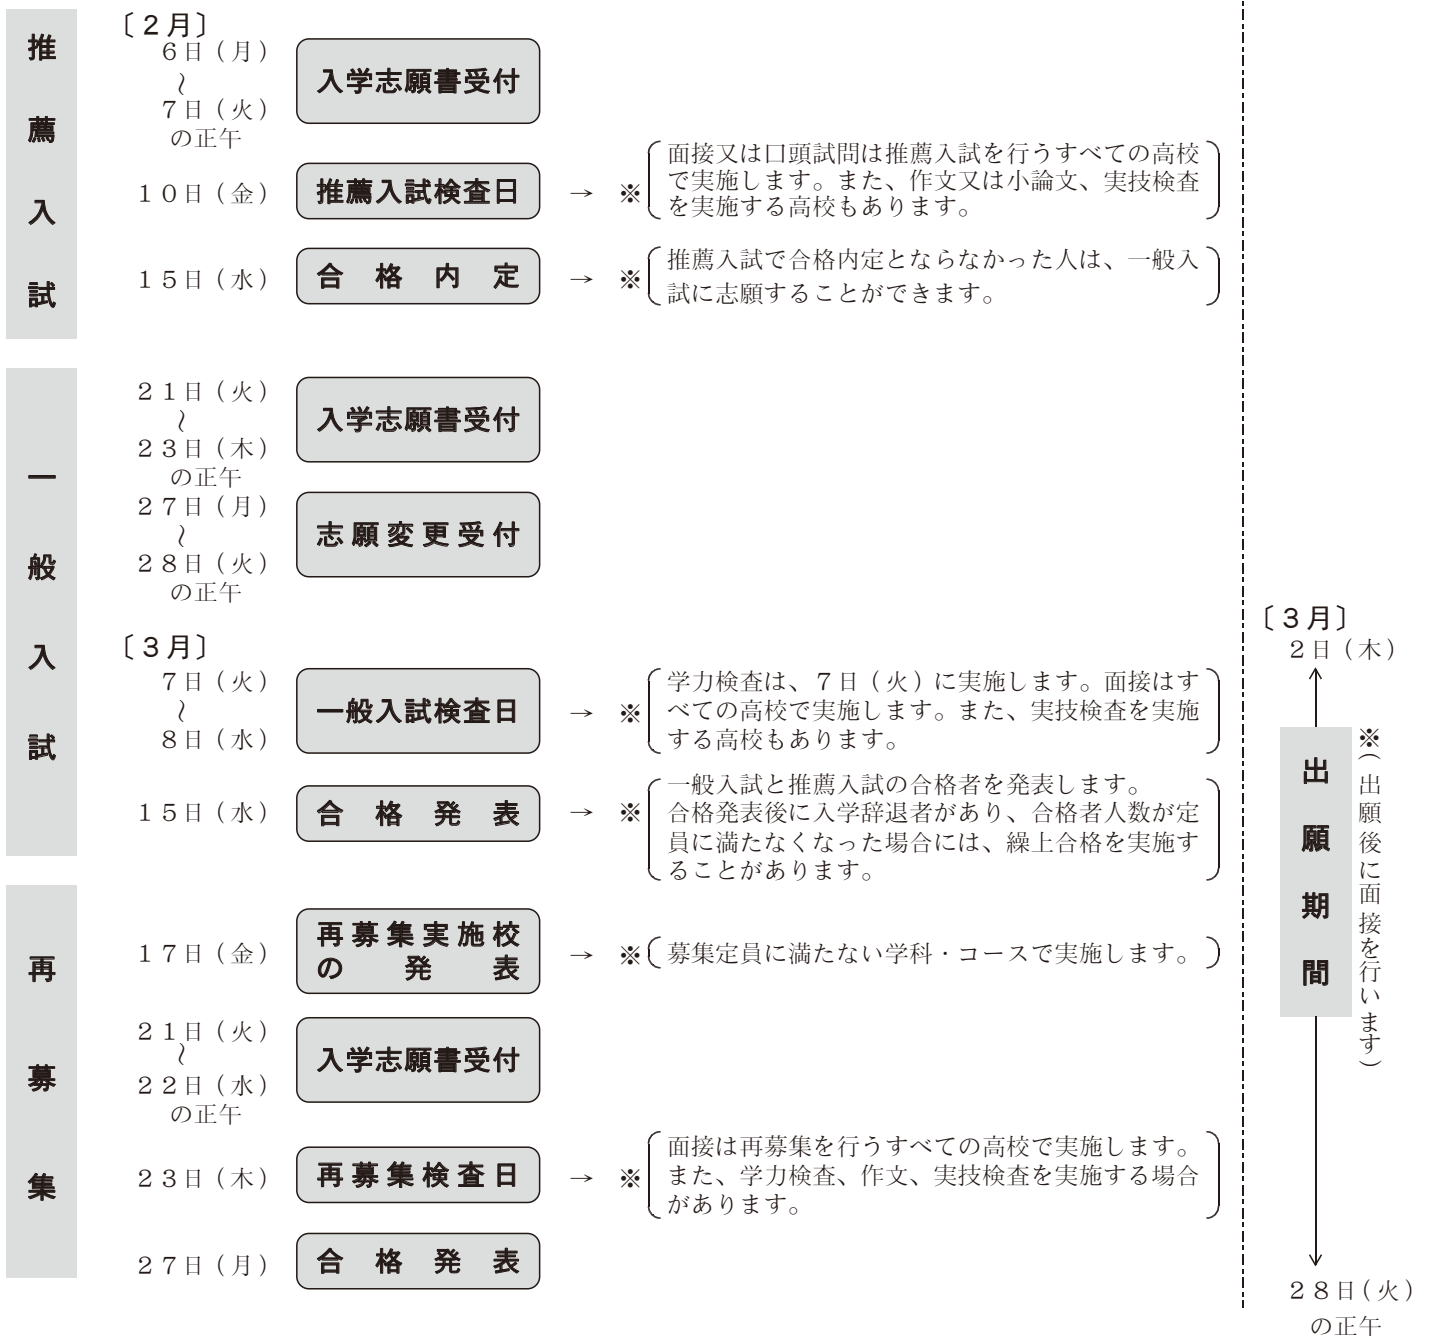 推薦入試
〔２月〕
６日（月）
～
７日（火）
の正午
入学志願書受付
１０日（金）
推薦入試検査日
→ ※
面接又は口頭試問は推薦入試を行うすべての高校
で実施します。また、作文又は小論文、実技検査
を実施する高校もあります。
１５日（水）
合格内定
→ ※
推薦入試で合格内定とならなかった人は、一般入
試に志願することができます。
一般入試
２１日（火）
～
２３日（木）
の正午
入学志願書受付
２７日（月）
～
２８日（火）
の正午
志願変更受付
〔３月〕
７日（火）
～
８日（水）
一般入試検査日
→ ※
学力検査は、７日（火）に実施します。面接はす
べての高校で実施します。また、実技検査を実施
する高校もあります。
１５日（水）
合格発表
→ ※
一般入試と推薦入試の合格者を発表します。
合格発表後に入学辞退者があり、合格者人数が定
員に満たなくなった場合には、繰上合格を実施す
ることがあります。
再募集
１７日（金）
再募集実施校
の発表
→ ※
（募集定員に満たない学科・コースで実施します。）
２１日（火）
～
２２日（水）
の正午
入学志願書受付
２３日（木）
再募集検査日
→ ※
面接は再募集を行うすべての高校で実施します。
また、学力検査、作文、実技検査を実施する場合
があります。
２７日（月）
合格発表
〔３月〕
２日（木）
出願期間
※（出願後に面接を行います）
２８日（火）
の正午